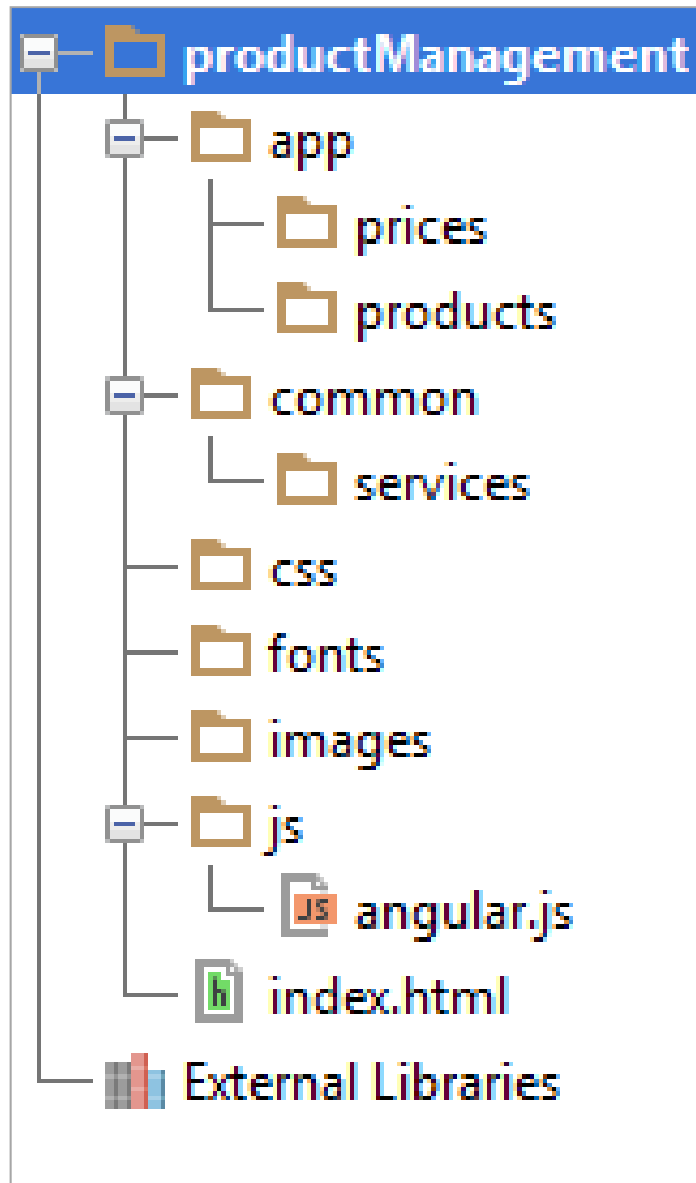 productManagement
app
prices
products
common
services
css
fonts
images
js
JS angular.js
h index.html
External Libraries